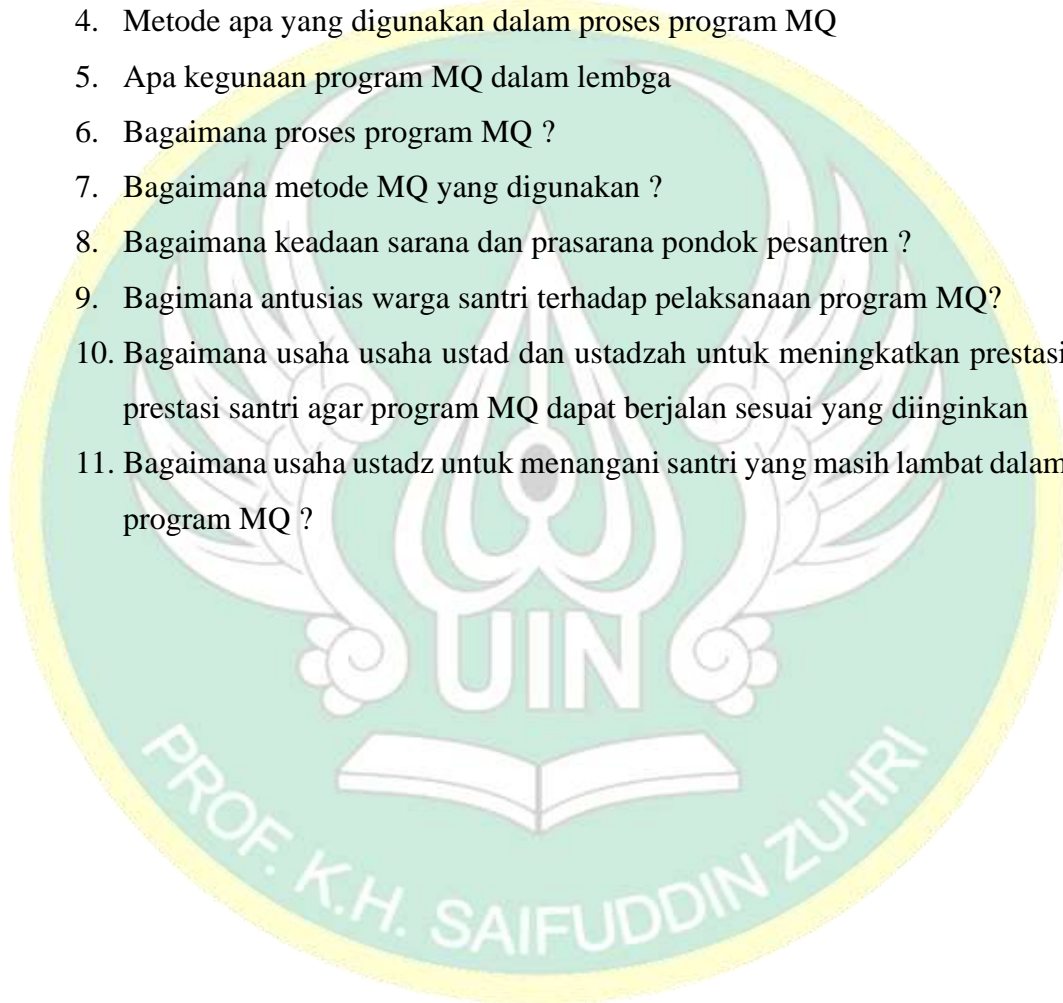 4. Metode apa yang digunakan dalam proses program MQ
5. Apa kegunaan program MQ dalam lembga
6. Bagaimana proses program MQ ?
7. Bagaimana metode MQ yang digunakan ?
8. Bagaimana keadaan sarana dan prasarana pondok pesantren ?
9. Bagimana antusias warga santri terhadap pelaksanaan program MQ?
10. Bagaimana usaha usaha ustad dan ustadzah untuk meningkatkan prestasi
prestasi santri agar program MQ dapat berjalan sesuai yang diinginkan
11. Bagaimana usaha ustadz untuk menangani santri yang masih lambat dalam
program MQ ?
UIN
PROF. K.H. SAIFUDDIN ZUHRI